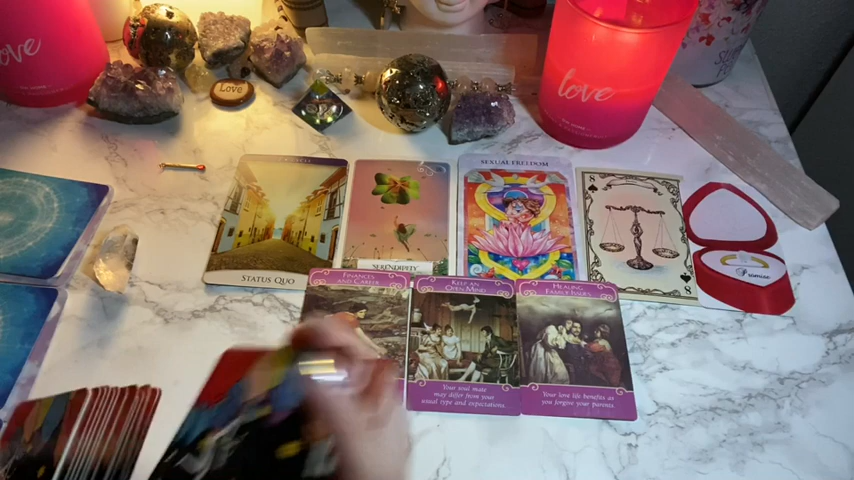 love
Love
love
STATUS QUO
SERENDIPITY
SEXUAL FREEDOM
8
8
Promise
FINANCES
AND CAREER
KEEP AN
OPEN MIND
Your soul mate
may differ from your
usual type and expectations.
HEALING
FAMILY ISSUES
Your love life benefits as
you forgive your parents.